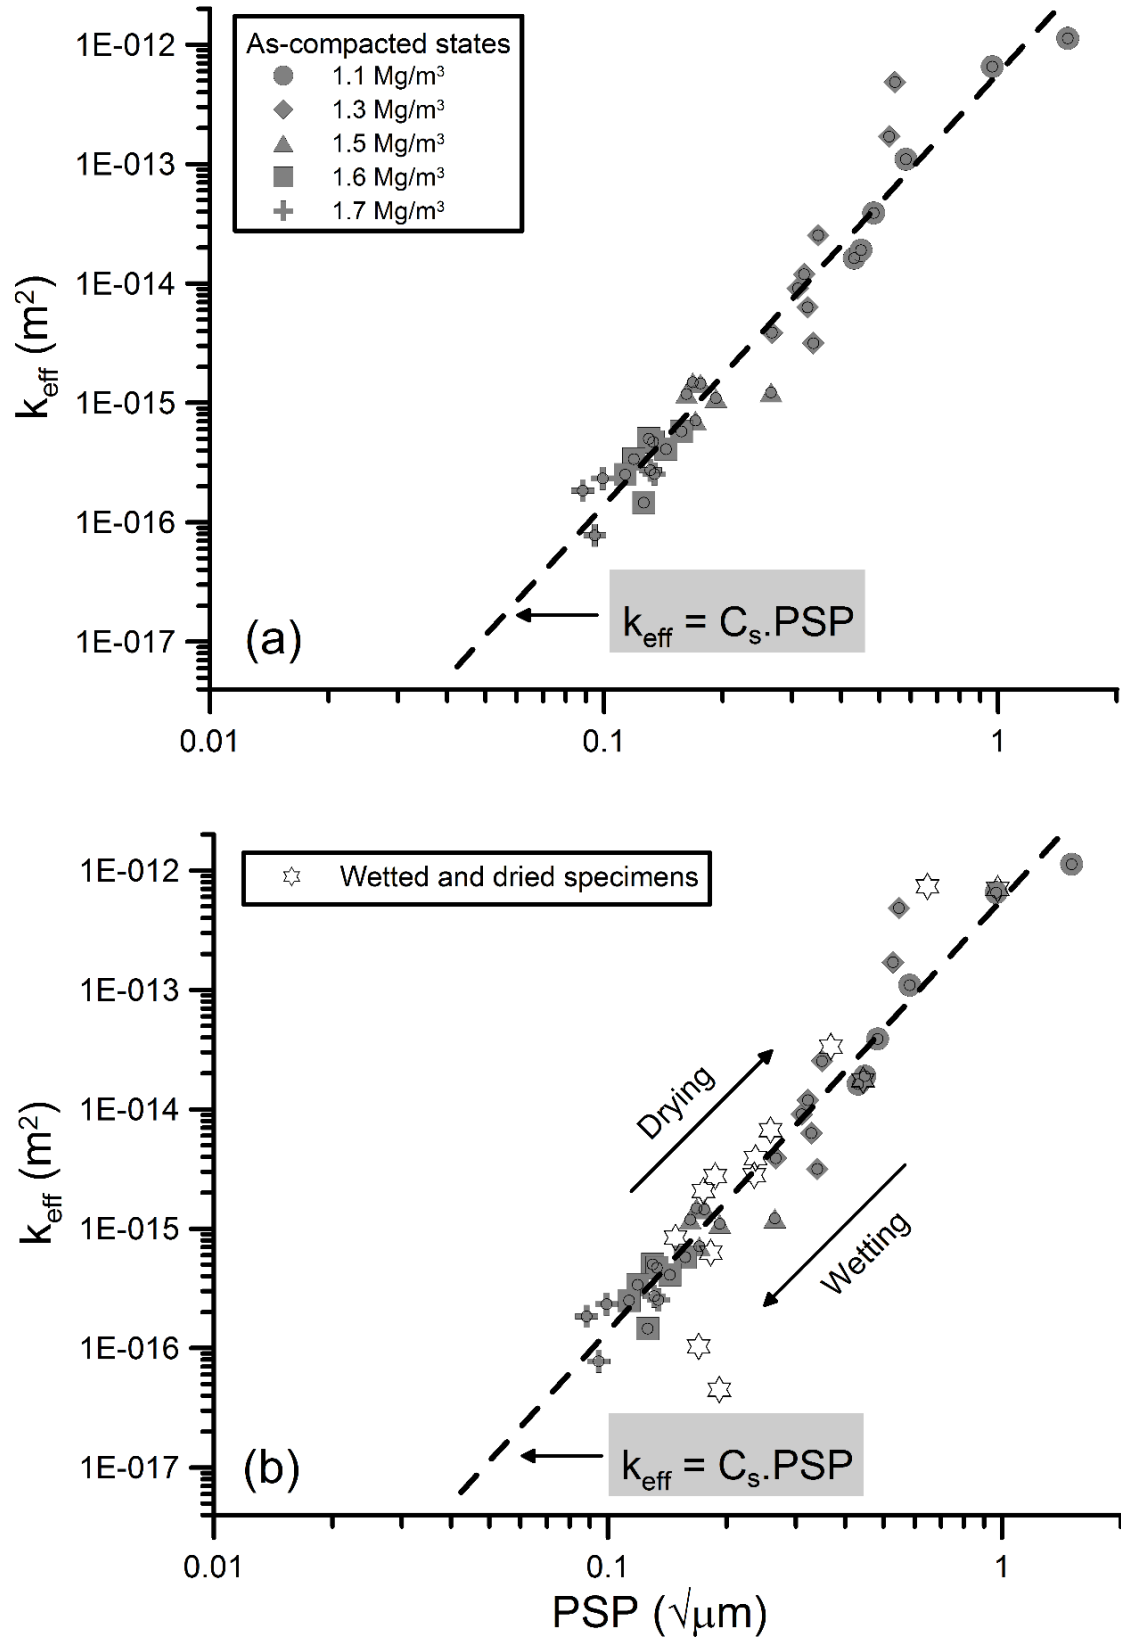 As-compacted states
1.1 Mg/m³
1.3 Mg/m³
1.5 Mg/m³
1.6 Mg/m³
1.7 Mg/m³
1E-012
1E-013
1E-014
1E-015
1E-016
1E-017
k_eff (m²)
(a)
k_eff = C_s.PSP
0.01
0.1
1
Wetted and dried specimens
1E-012
1E-013
1E-014
1E-015
1E-016
1E-017
k_eff (m²)
Drying
Wetting
(b)
k_eff = C_s.PSP
0.01
0.1
1
PSP (√μm)